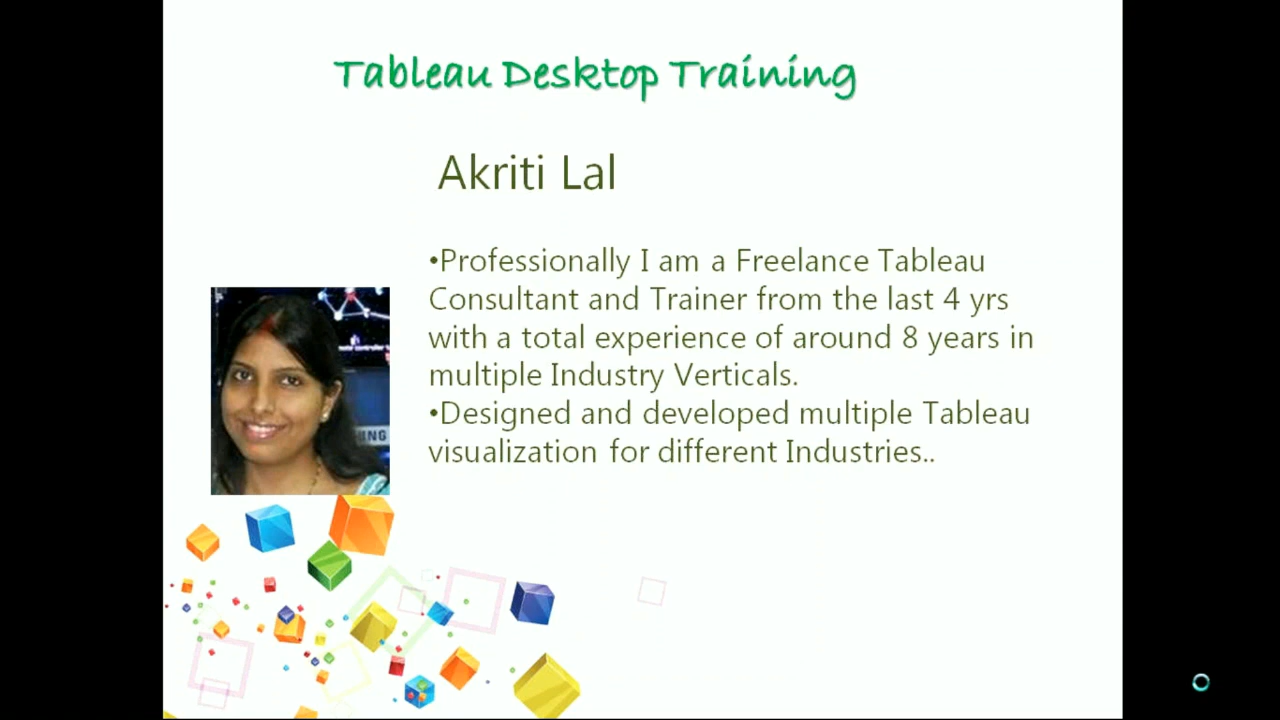 Tableau Desktop Training
Akriti Lal
•Professionally I am a Freelance Tableau
Consultant and Trainer from the last 4 yrs
with a total experience of around 8 years in
multiple Industry Verticals.
•Designed and developed multiple Tableau
visualization for different Industries..